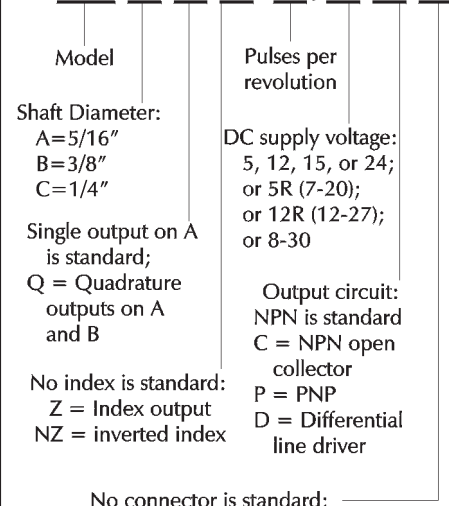 Model
Shaft Diameter:
A=5/16”
B=3/8”
C=1/4”
Single output on A
is standard;
Q = Quadrature
outputs on A
and B
No index is standard:
Z = Index output
NZ = inverted index
Pulses per
revolution
DC supply voltage:
5, 12, 15, or 24;
or 5R (7-20);
or 12R (12-27);
or 8-30
Output circuit:
NPN is standard
C = NPN open
collector
P = PNP
D = Differential
line driver
No connector is standard: